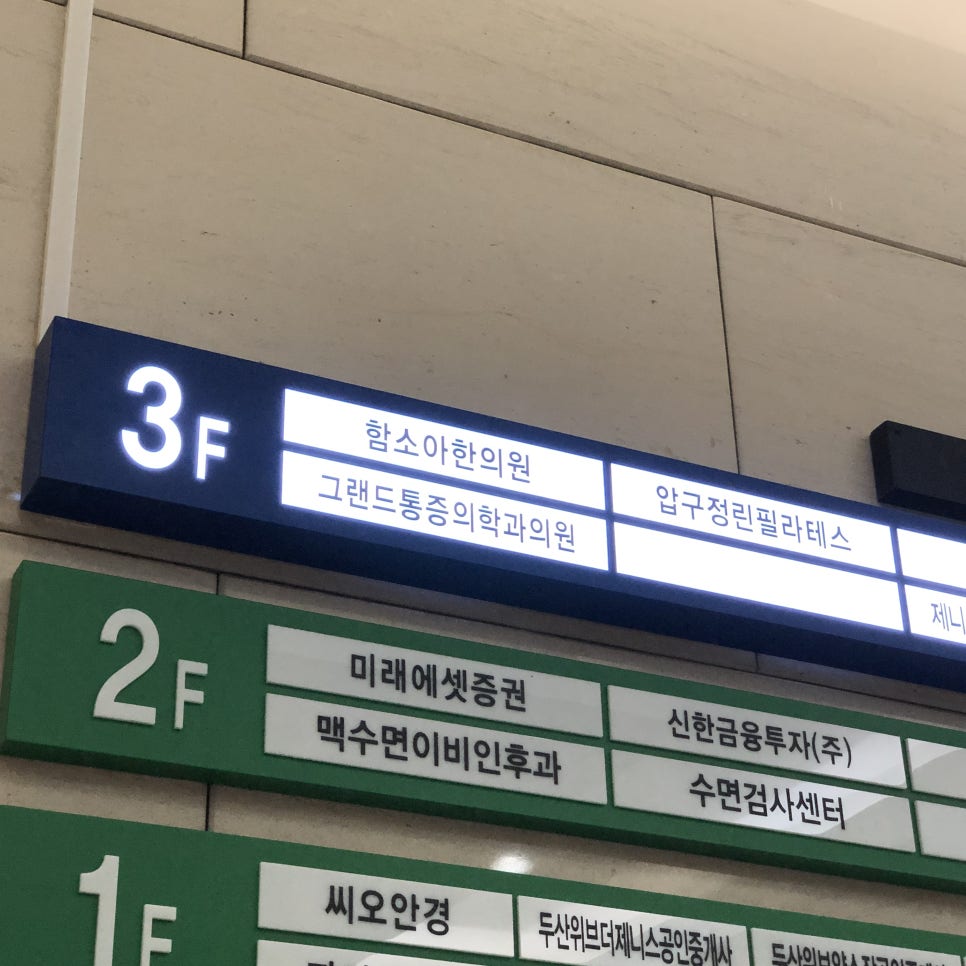 3F
함소아한의원
그랜드통증의학과의원
압구정린필라테스
제니
2F
미래에셋증권
맥수면이비인후과
신한금융투자(주)
수면검사센터
1F
씨오안경
두산위브더제니스공인중개사